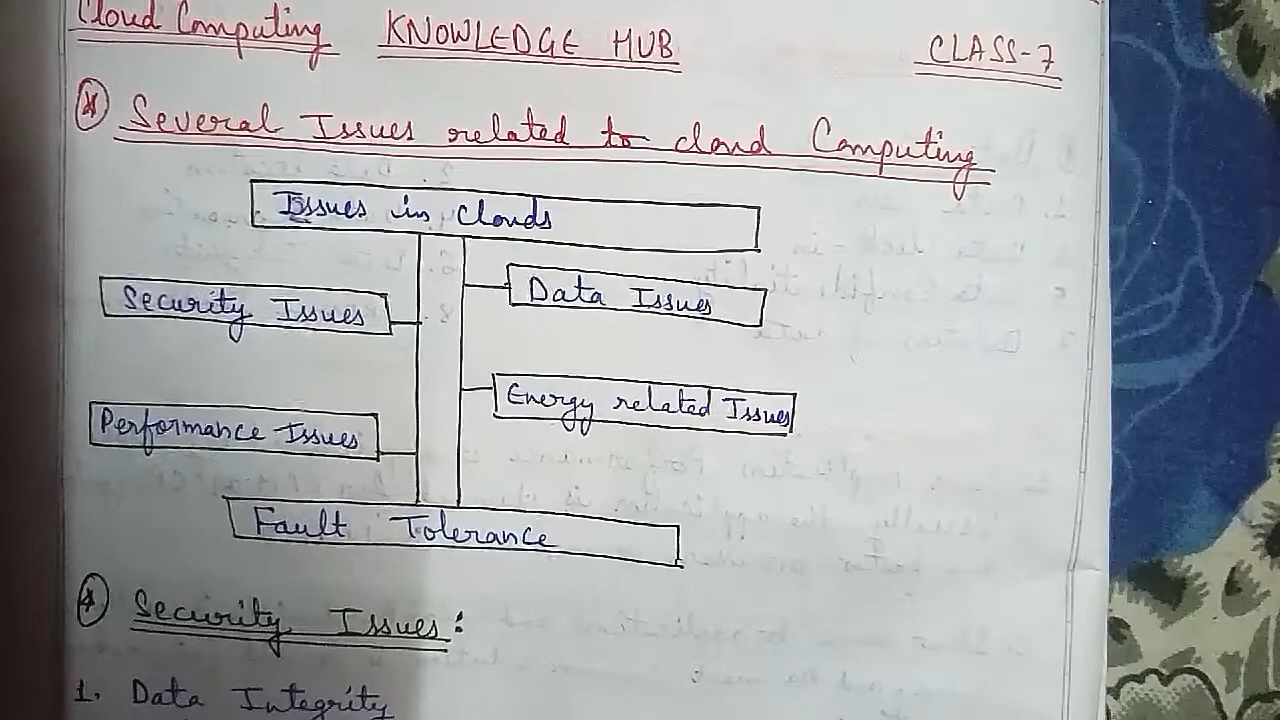 Cloud Computing KNOWLEDGE HUB CLASS-7
Several Issues related to cloud Computing
Issues in Clouds
Security Issues
Data Issues
Performance Issues
Energy related Issues
Fault Tolerance
Security Issues:
1. Data Integrity